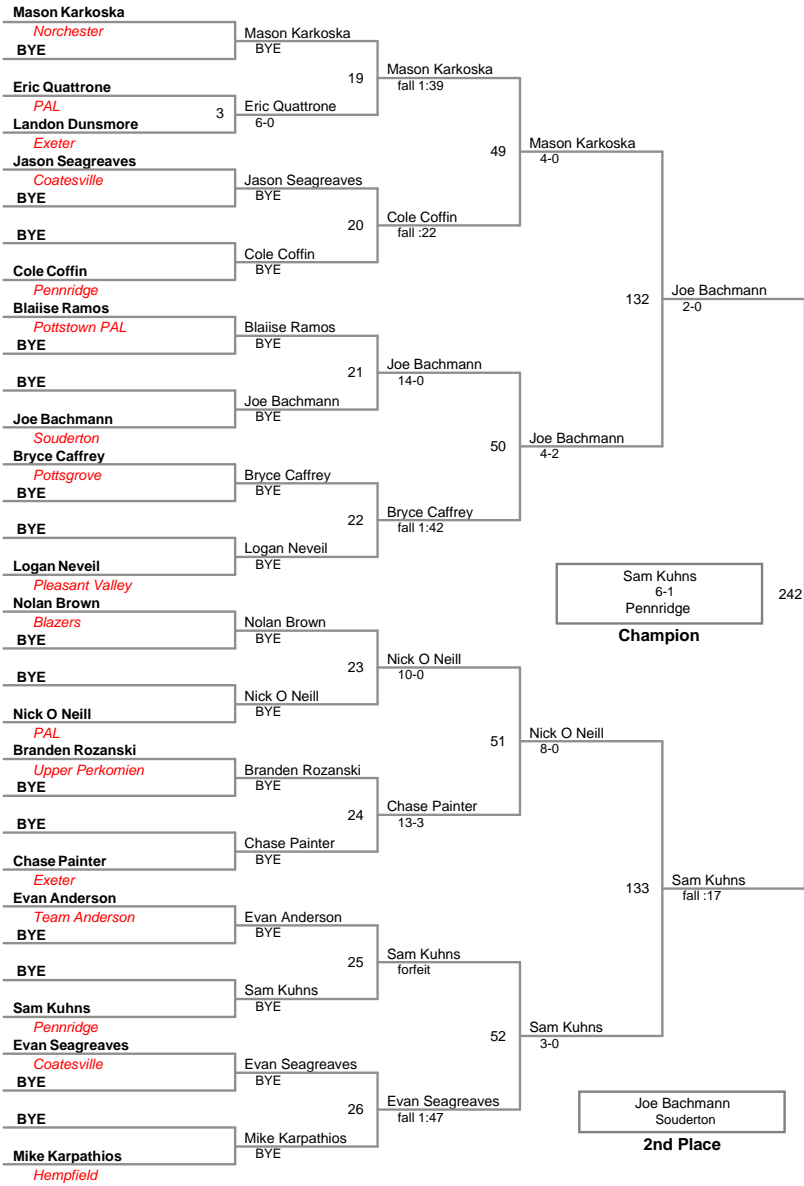 Mason Karkoska
Norchester
BYE
Eric Quattrone
PAL
Landon Dunsmore
Exeter
Jason Seagreaves
Coatesville
BYE
BYE
Cole Coffin
Pennridge
Blaiise Ramos
Pottstown PAL
BYE
BYE
Joe Bachmann
Souderton
Bryce Caffrey
Pottsgrove
BYE
BYE
Logan Neveil
Pleasant Valley
Nolan Brown
Blazers
BYE
BYE
Nick O Neill
PAL
Branden Rozanski
Upper Perkomien
BYE
BYE
Chase Painter
Exeter
Evan Anderson
Team Anderson
BYE
BYE
Sam Kuhns
Pennridge
Evan Seagreaves
Coatesville
BYE
BYE
Mike Karpathios
Hempfield
3
Mason Karkoska
BYE
Eric Quattrone
6-0
Jason Seagreaves
BYE
Cole Coffin
BYE
Blaiise Ramos
BYE
Joe Bachmann
BYE
Bryce Caffrey
BYE
Logan Neveil
BYE
Nolan Brown
BYE
Nick O Neill
BYE
Branden Rozanski
BYE
Chase Painter
BYE
Evan Anderson
BYE
Sam Kuhns
BYE
Evan Seagreaves
BYE
Mike Karpathios
BYE
19
20
21
22
23
24
25
26
Mason Karkoska
fall 1:39
Cole Coffin
fall :22
Joe Bachmann
14-0
Bryce Caffrey
fall 1:42
Nick O Neill
10-0
Chase Painter
13-3
Sam Kuhns
forfeit
Evan Seagreaves
fall 1:47
49
50
51
52
Mason Karkoska
4-0
Joe Bachmann
4-2
Nick O Neill
8-0
Sam Kuhns
3-0
132
133
Joe Bachmann
2-0
Sam Kuhns
fall :17
242
Sam Kuhns
6-1
Pennridge
Champion
Joe Bachmann
Souderton
2nd Place